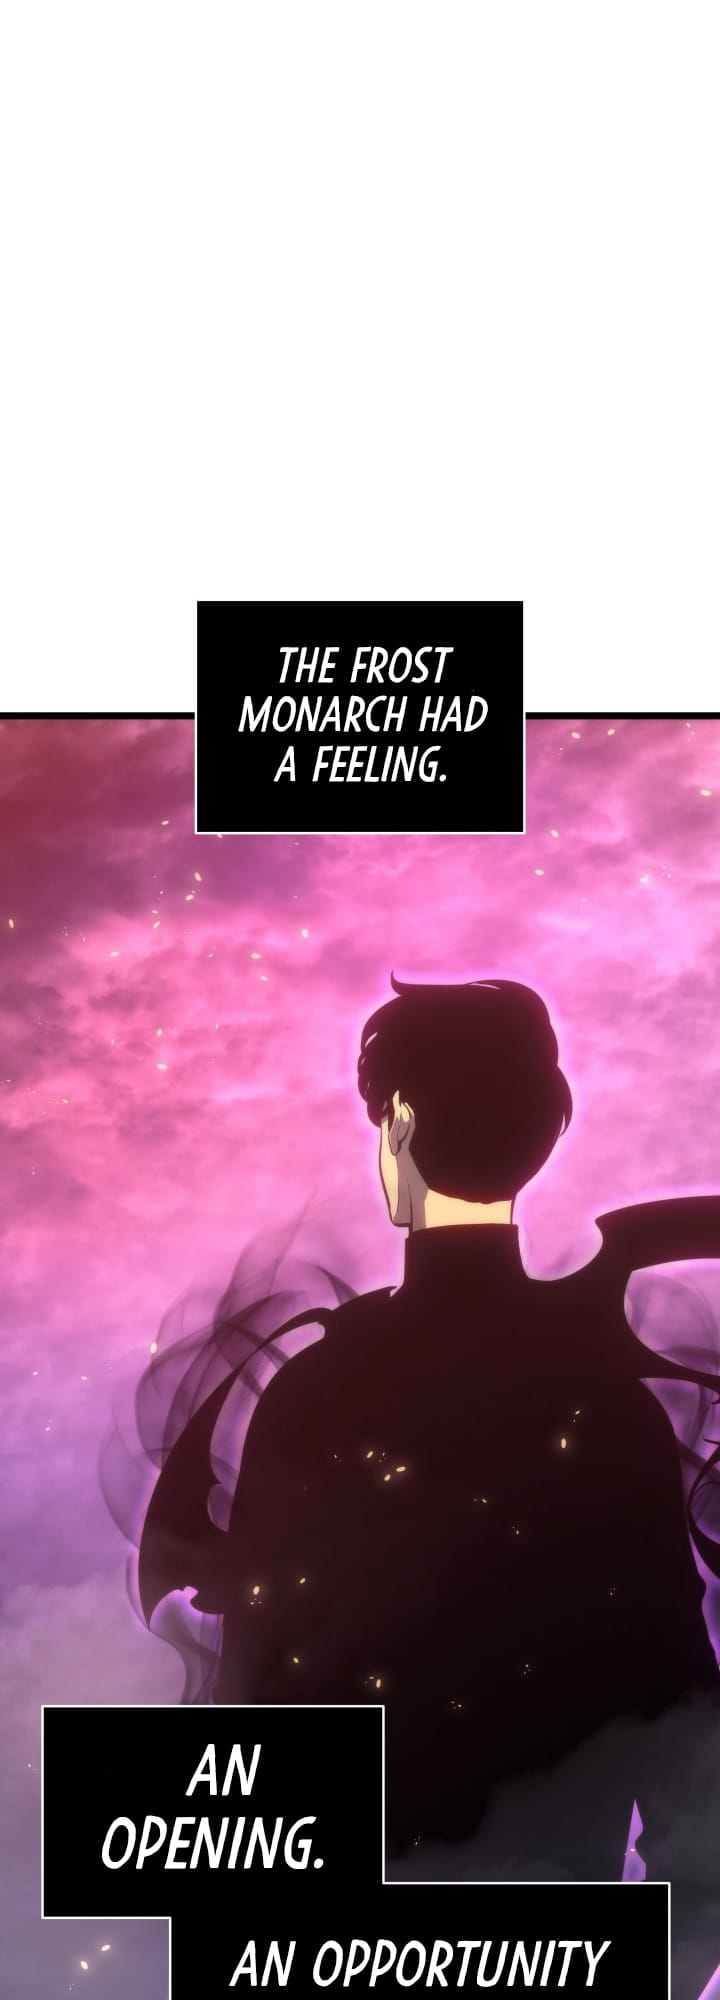 THE FROST
MONARCH HAD
A FEELING.
AN
OPENING.
AN OPPORTUNITY